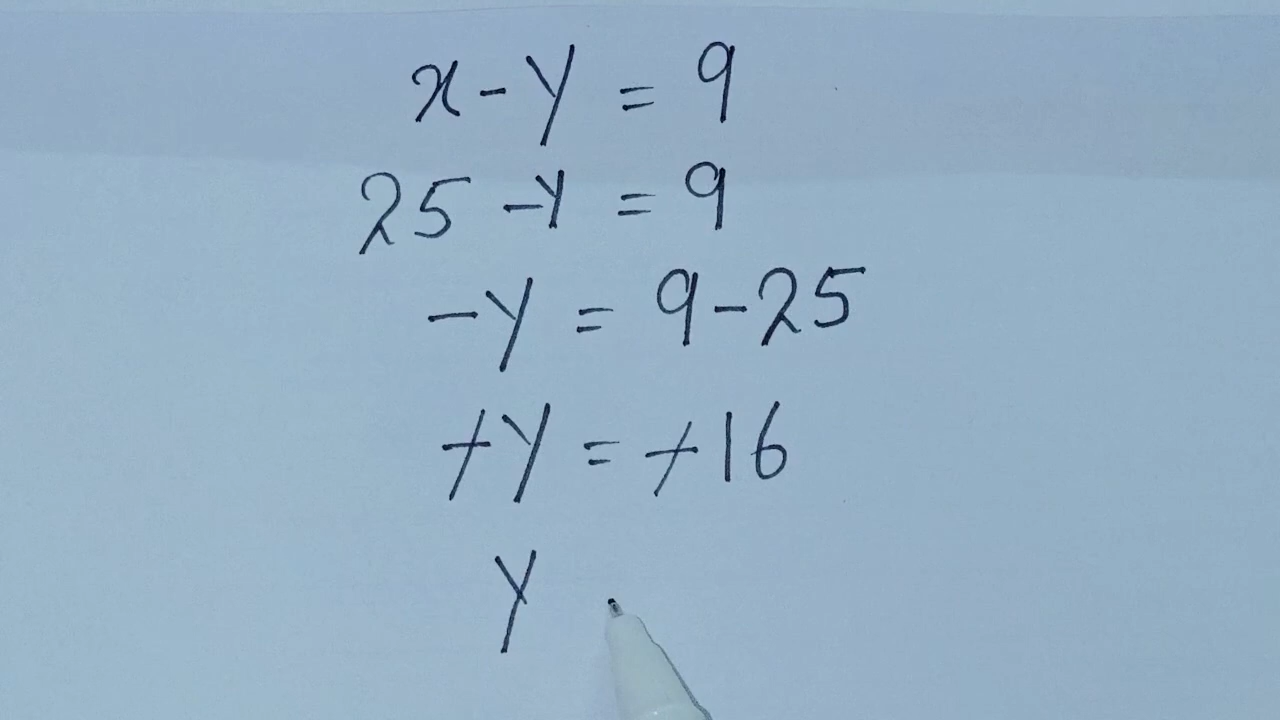 x - y = 9
25 - y = 9
- y = 9 - 25
+ y = + 16
y